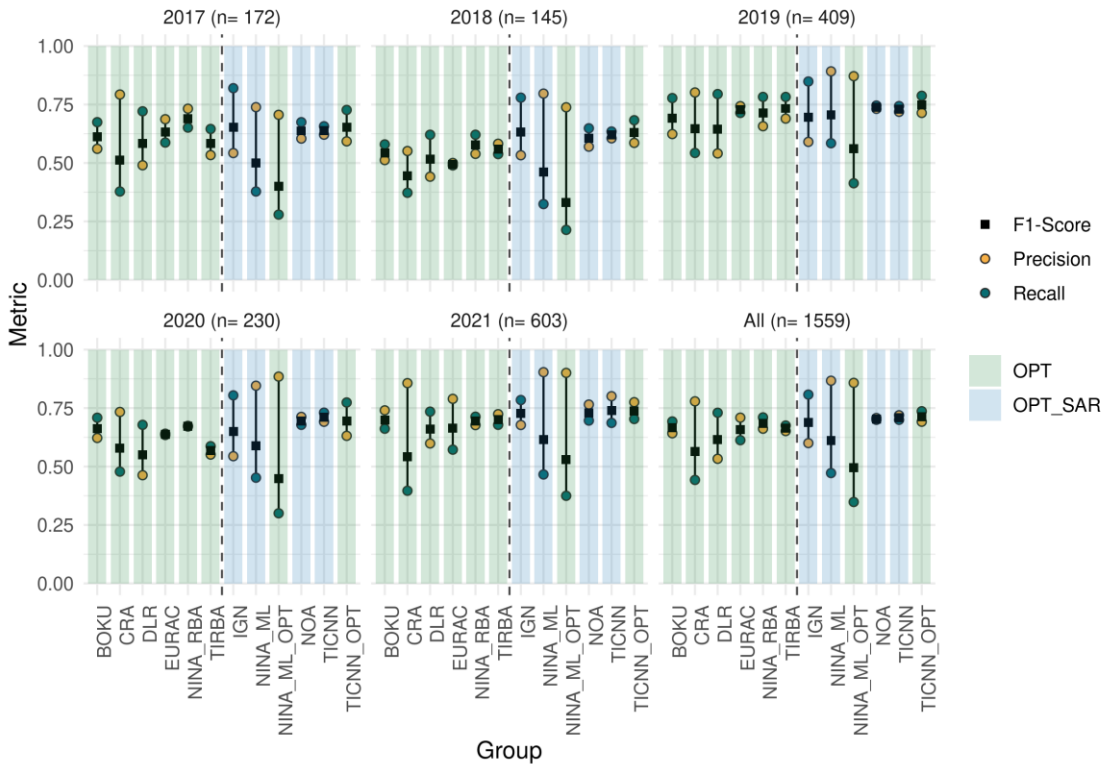 2017 (n= 172)
2018 (n= 145)
2019 (n= 409)
1.00
0.75
0.50
0.25
0.00
2020 (n= 230)
2021 (n= 603)
All (n= 1559)
1.00
0.75
0.50
0.25
0.00
Metric
BOKU
CRA
DLR
EURAC
NINA_RBA
TIRBA
IGN
NINA_ML
NINA_ML_OPT
NOA
TICNN
TICNN_OPT
BOKU
CRA
DLR
EURAC
NINA_RBA
TIRBA
IGN
NINA_ML
NINA_ML_OPT
NOA
TICNN
TICNN_OPT
BOKU
CRA
DLR
EURAC
NINA_RBA
TIRBA
IGN
NINA_ML
NINA_ML_OPT
NOA
TICNN
TICNN_OPT
Group
F1-Score
Precision
Recall
OPT
OPT_SAR